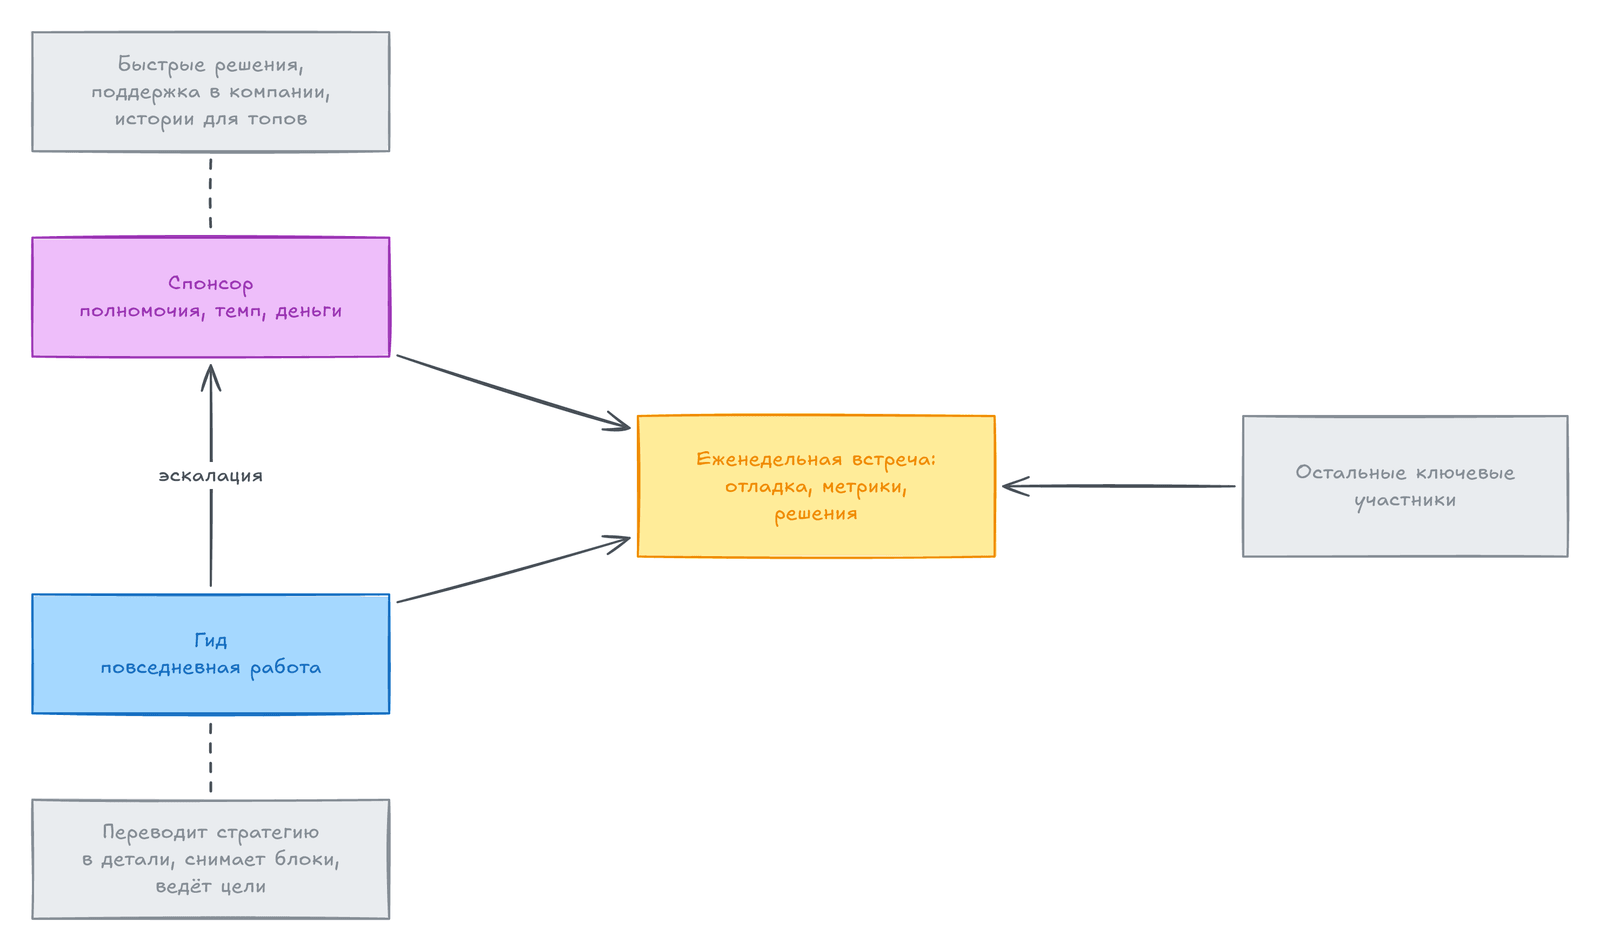 Быстрые решения,
поддержка в компании,
истории для топов
Спонсор
полномочия, темп, деньги
эскалация
Гид
повседневная работа
Переводит стратегию
в детали, снимает блоки,
ведёт цели
Еженедельная встреча:
отладка, метрики,
решения
Остальные ключевые
участники